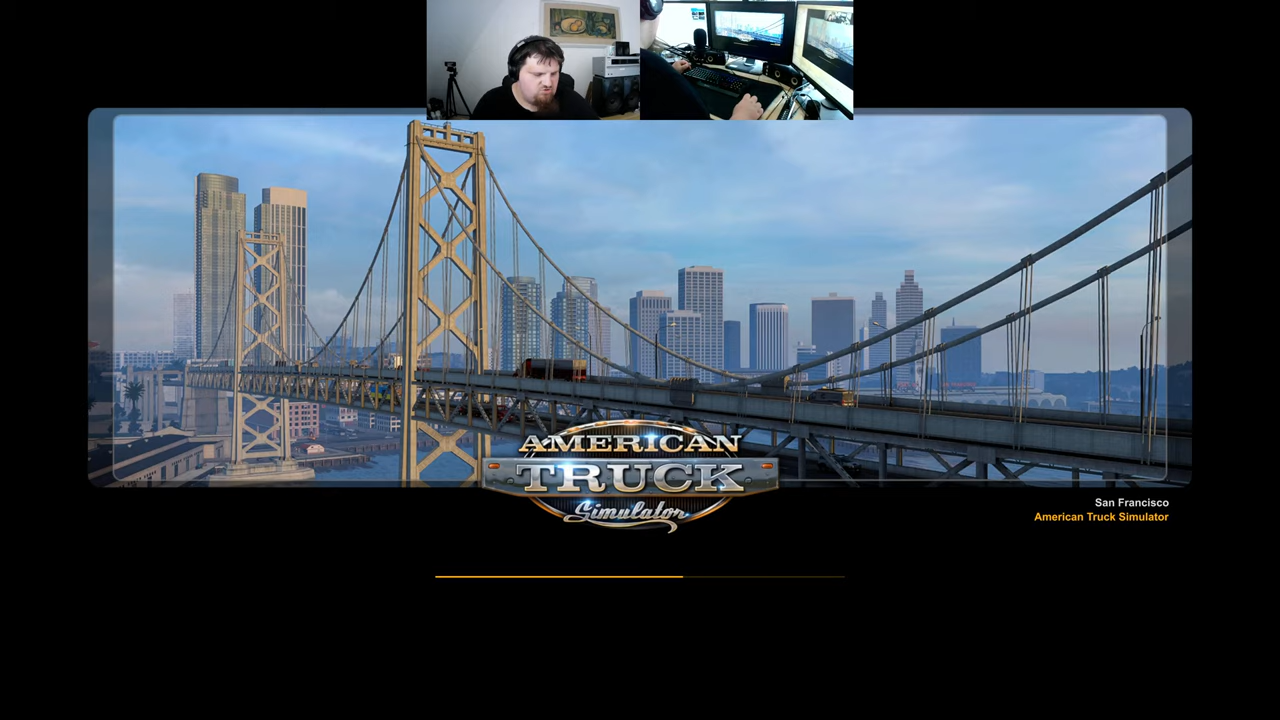 AMERICAN
TRUCK
Simulator
San Francisco
American Truck Simulator